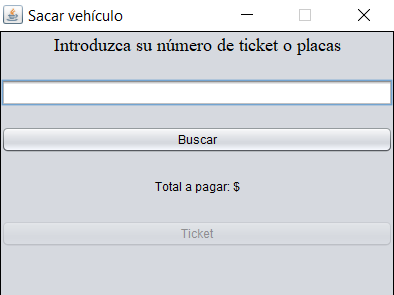 Sacar vehículo
Introduzca su número de ticket o placas
Buscar
Total a pagar: $
Ticket